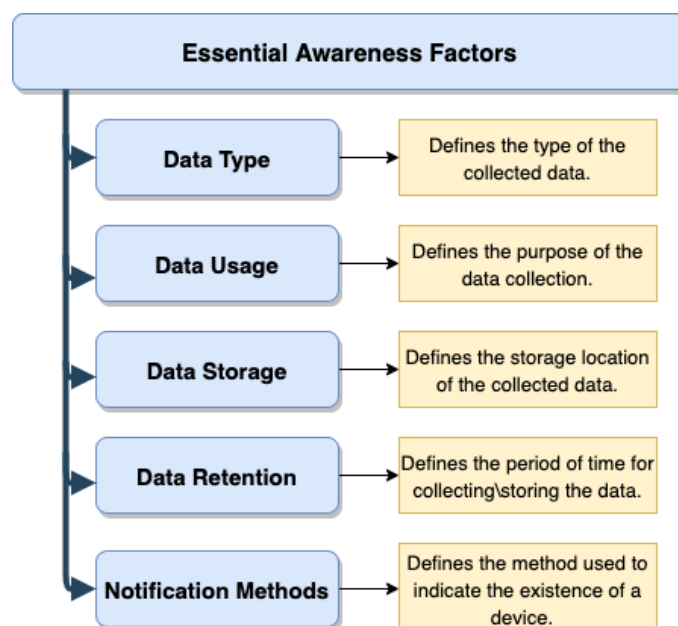 Essential Awareness Factors
Data Type
Defines the type of the
collected data.
Data Usage
Defines the purpose of the
data collection.
Data Storage
Defines the storage location
of the collected data.
Data Retention
Defines the period of time for
collecting\storing the data.
Notification Methods
Defines the method used to
indicate the existence of a
device.